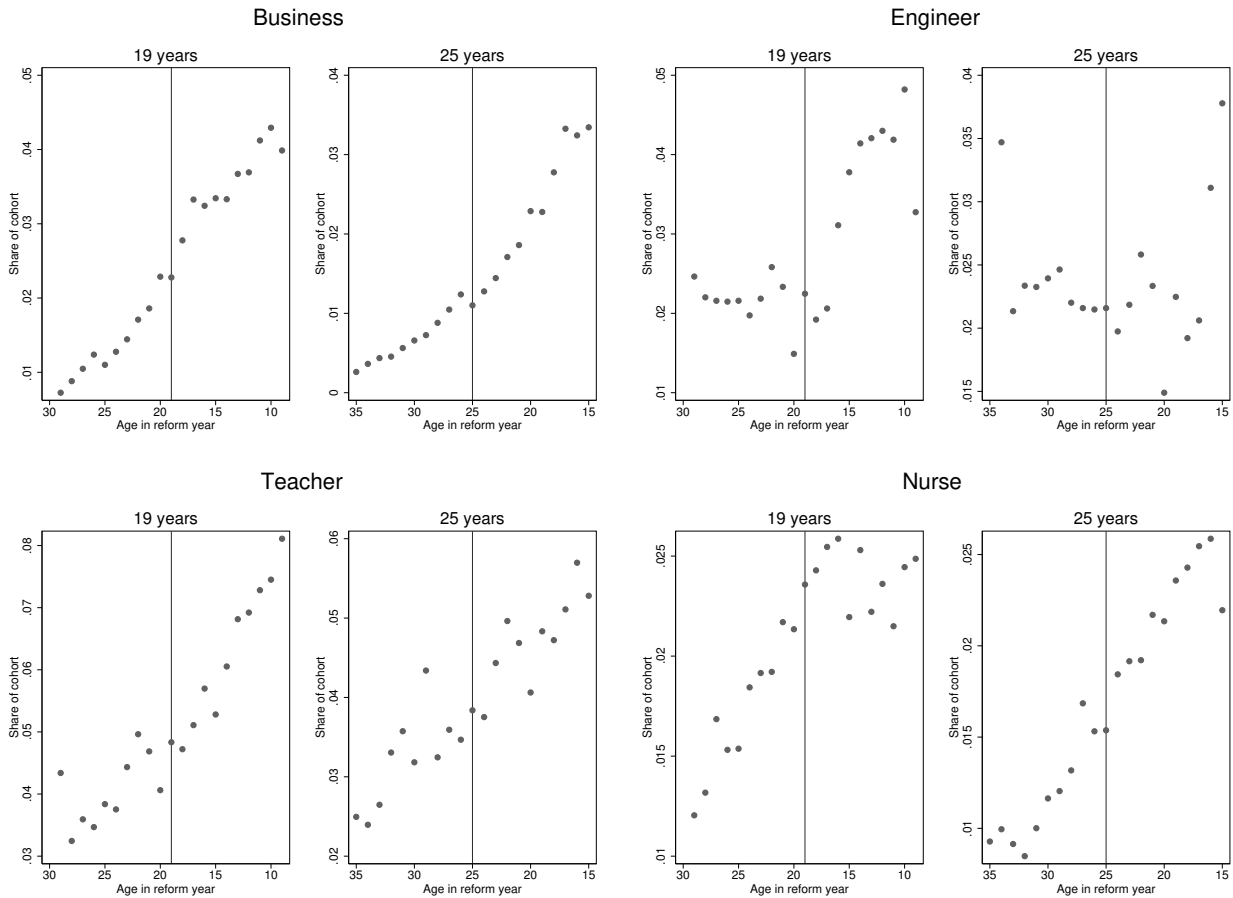 Business
Engineer
19 years
25 years
19 years
25 years
Share of cohort
.05
.04
.03
.02
.01
30 25 20 15 10
Age in reform year
Share of cohort
.04
.03
.02
.01
0
35 30 25 20 15
Age in reform year
Share of cohort
.05
.04
.03
.02
.01
30 25 20 15 10
Age in reform year
Share of cohort
.04
.035
.03
.025
.02
.015
35 30 25 20 15
Age in reform year
Teacher
Nurse
19 years
25 years
19 years
25 years
Share of cohort
.08
.07
.06
.05
.04
.03
30 25 20 15 10
Age in reform year
Share of cohort
.06
.05
.04
.03
.02
35 30 25 20 15
Age in reform year
Share of cohort
.025
.02
.015
.01
30 25 20 15 10
Age in reform year
Share of cohort
.025
.02
.015
.01
35 30 25 20 15
Age in reform year